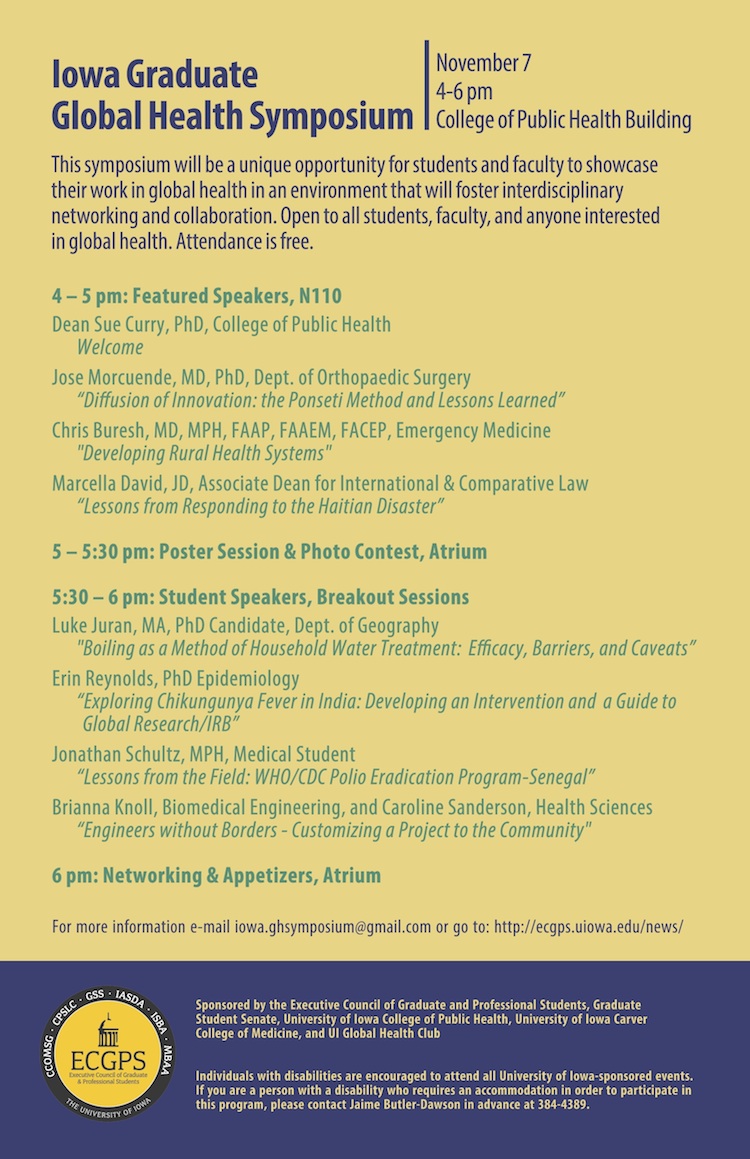 Iowa Graduate
Global Health Symposium
November 7
4-6 pm
College of Public Health Building
This symposium will be a unique opportunity for students and faculty to showcase
their work in global health in an environment that will foster interdisciplinary
networking and collaboration. Open to all students, faculty, and anyone interested
in global health. Attendance is free.
4 – 5 pm: Featured Speakers, N110
Dean Sue Curry, PhD, College of Public Health
Welcome
Jose Morcuende, MD, PhD, Dept. of Orthopaedic Surgery
“Diffusion of Innovation: the Ponseti Method and Lessons Learned”
Chris Buresh, MD, MPH, FAAP, FAAEM, FACEP, Emergency Medicine
"Developing Rural Health Systems"
Marcella David, JD, Associate Dean for International & Comparative Law
“Lessons from Responding to the Haitian Disaster”
5 – 5:30 pm: Poster Session & Photo Contest, Atrium
5:30 – 6 pm: Student Speakers, Breakout Sessions
Luke Juran, MA, PhD Candidate, Dept. of Geography
"Boiling as a Method of Household Water Treatment: Efficacy, Barriers, and Caveats”
Erin Reynolds, PhD Epidemiology
“Exploring Chikungunya Fever in India: Developing an Intervention and a Guide to
Global Research/IRB”
Jonathan Schultz, MPH, Medical Student
“Lessons from the Field: WHO/CDC Polio Eradication Program-Senegal”
Brianna Knoll, Biomedical Engineering, and Caroline Sanderson, Health Sciences
“Engineers without Borders - Customizing a Project to the Community"
6 pm: Networking & Appetizers, Atrium
For more information e-mail iowa.ghsymposium@gmail.com or go to: http://ecgps.uiowa.edu/news/
CCOMSG · CPSLC · GSS · IASDA · ISBA · MBAA
ECGPS
Executive Council of Graduate
& Professional Students
THE UNIVERSITY OF IOWA
Sponsored by the Executive Council of Graduate and Professional Students, Graduate
Student Senate, University of Iowa College of Public Health, University of Iowa Carver
College of Medicine, and UI Global Health Club
Individuals with disabilities are encouraged to attend all University of Iowa-sponsored events.
If you are a person with a disability who requires an accommodation in order to participate in
this program, please contact Jaime Butler-Dawson in advance at 384-4389.